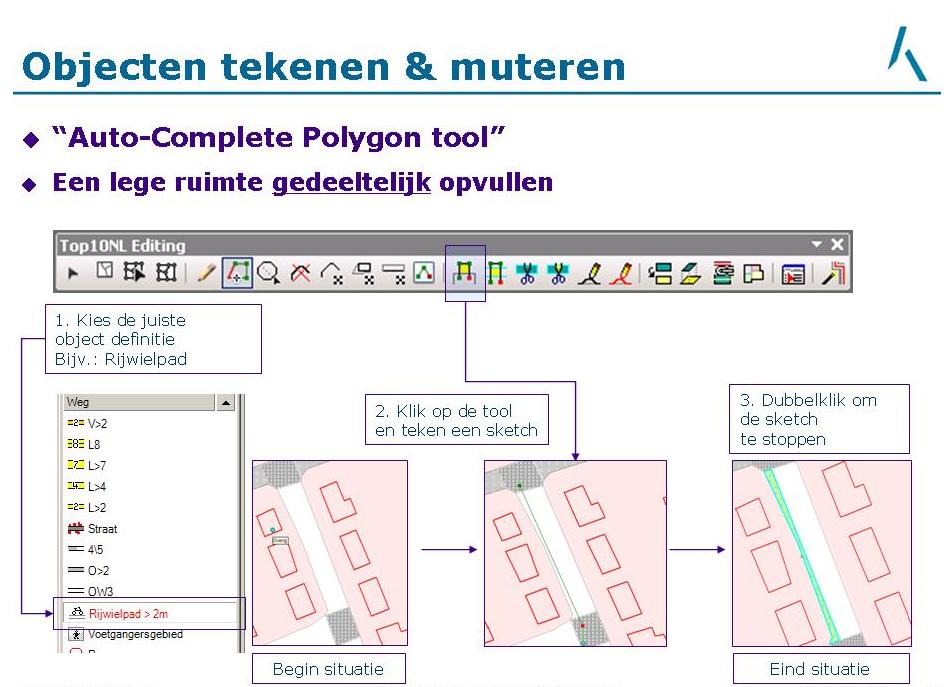 Objecten tekenen & muteren
“Auto-Complete Polygon tool”
Een lege ruimte gedeeltelijk opvullen
Top10NL Editing
1. Kies de juiste
object definitie
Bijv.: Rijwielpad
Weg
V>2
L8
L>7
L>4
L>2
Straat
4\5
O>2
OW3
Rijwielpad > 2m
Voetgangersgebied
2. Klik op de tool
en teken een sketch
3. Dubbelklik om
de sketch
te stoppen
Overig
Begin situatie
Eind situatie